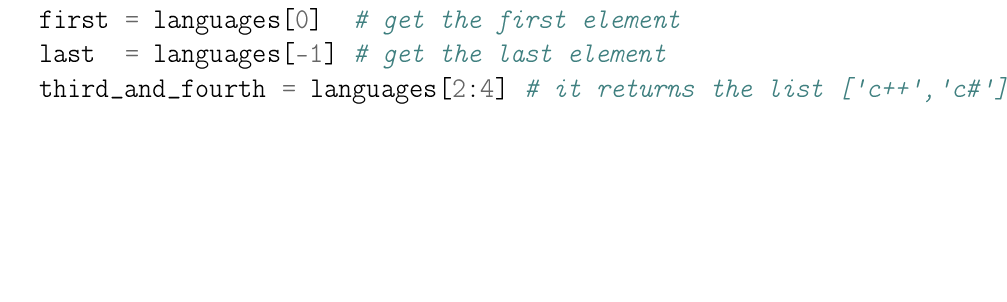 first = languages[0]  # get the first element
last  = languages[-1] # get the last element
third_and_fourth = languages[2:4] # it returns the list ['c++','c#']